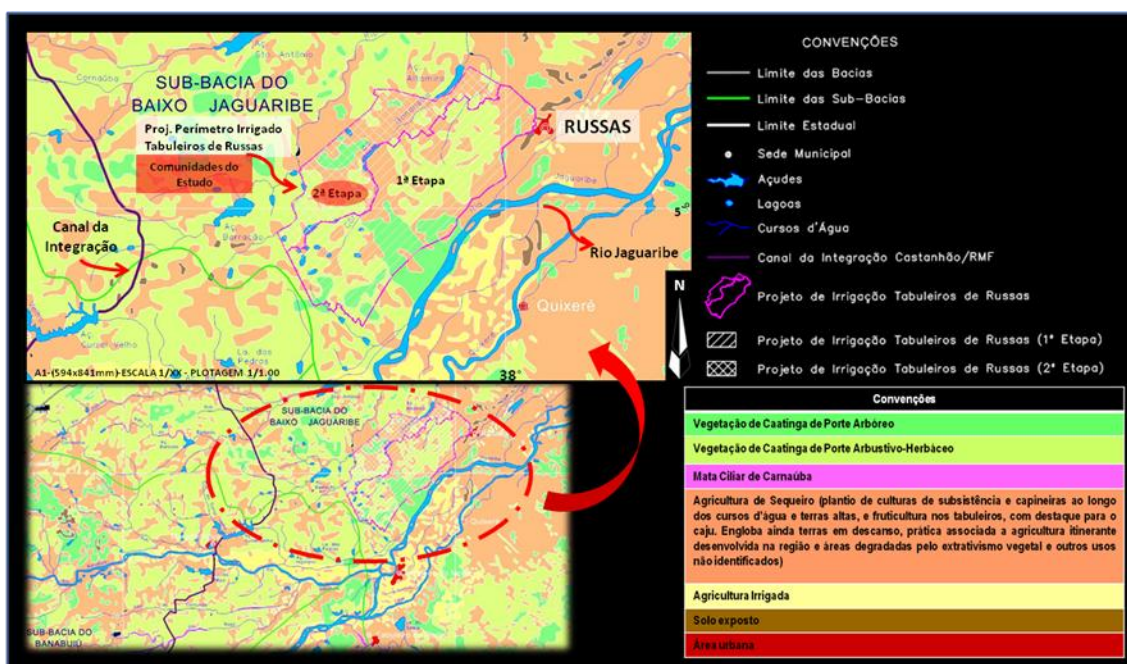 SUB-BACIA DO
BAIXO JAGUARIBE
Proj. Perímetro Irrigado
Tabuleiros de Russas
Comunidades do
Estudo
2ª Etapa
1ª Etapa
RUSSAS
Canal da
Integração
Rio Jaguaribe
Jaguaribe
Quixeré
5°
38°
N
A1-(594x841mm)-ESCALA 1/XX - PLOTAGEM 1/1.00
SUB-BACIA DO
BAIXO JAGUARIBE
SUB-BACIA DO
BANABUIÚ
CONVENÇÕES
Limite das Bacias
Limite das Sub-Bacias
Limite Estadual
Sede Municipal
Açudes
Lagoas
Cursos d'Água
Canal da Integração Castanhão/RMF
Projeto de Irrigação Tabuleiros de Russas
Projeto de Irrigação Tabuleiros de Russas (1ª Etapa)
Projeto de Irrigação Tabuleiros de Russas (2ª Etapa)
Convenções
Vegetação de Caatinga de Porte Arbóreo
Vegetação de Caatinga de Porte Arbustivo-Herbáceo
Mata Ciliar de Carnaúba
Agricultura de Sequeiro (plantio de culturas de subsistência e capineiras ao longo
dos cursos d'água e terras altas, e fruticultura nos tabuleiros, com destaque para o
caju. Engloba ainda terras em descanso, prática associada a agricultura itinerante
desenvolvida na região e áreas degradadas pelo extrativismo vegetal e outros usos
não identificados)
Agricultura Irrigada
Solo exposto
Área urbana